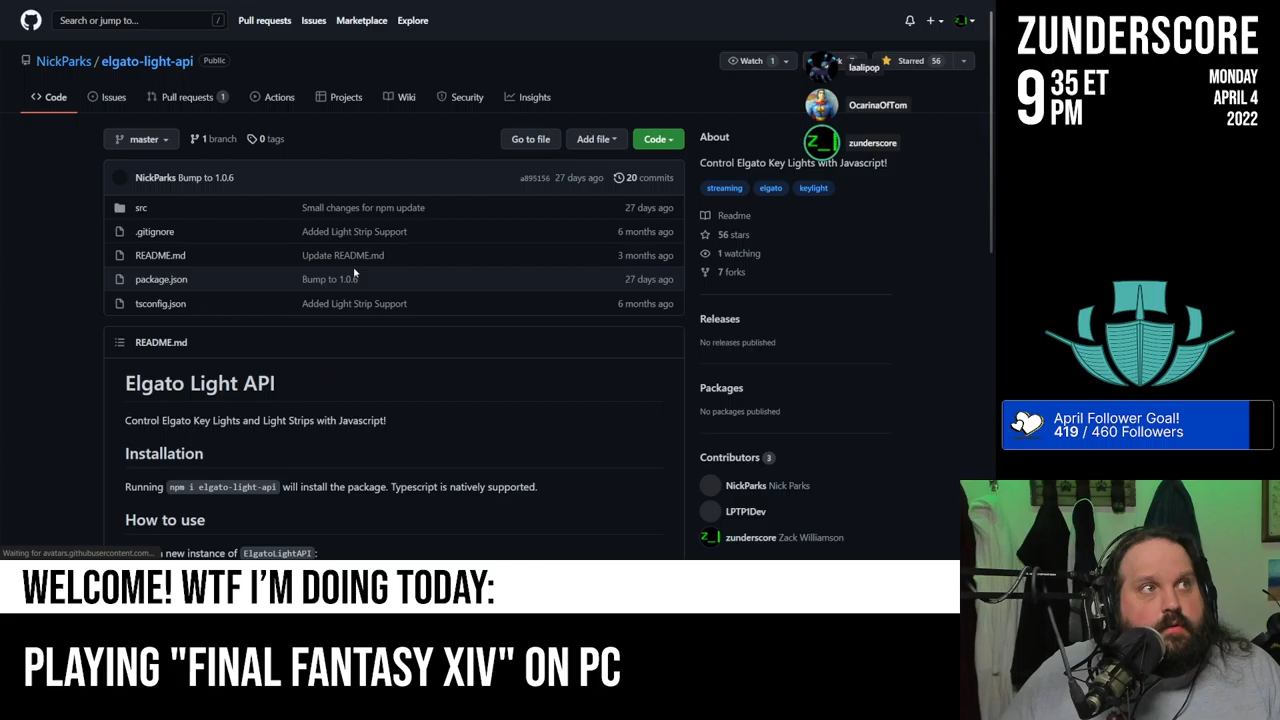 Search or jump to...
/
Pull requests
Issues
Marketplace
Explore
NickParks / elgato-light-api
Public
Watch 1
Starred 56
laalipop
OcarinaOfTom
zunderscore
Code
Issues
Pull requests 1
Actions
Projects
Wiki
Security
Insights
master
1 branch
0 tags
Go to file
Add file
Code
NickParks Bump to 1.0.6
a895156 27 days ago
20 commits
src
Small changes for npm update
27 days ago
.gitignore
Added Light Strip Support
6 months ago
README.md
Update README.md
3 months ago
package.json
Bump to 1.0.6
27 days ago
tsconfig.json
Added Light Strip Support
6 months ago
README.md
Elgato Light API
Control Elgato Key Lights and Light Strips with Javascript!
Installation
Running npm i elgato-light-api will install the package. Typescript is natively supported.
How to use
new instance of ElgatoLightAPI:
Waiting for avatars.githubusercontent.com...
About
Control Elgato Key Lights with Javascript!
streaming
elgato
keylight
Readme
56 stars
1 watching
7 forks
Releases
No releases published
Packages
No packages published
Contributors 3
NickParks Nick Parks
LPTP1Dev
zunderscore Zack Williamson
ZUNDERSCORE
9 35 ET
PM
MONDAY
APRIL 4
2022
April Follower Goal!
419 / 460 Followers
WELCOME! WTF I'M DOING TODAY:
PLAYING "FINAL FANTASY XIV" ON PC